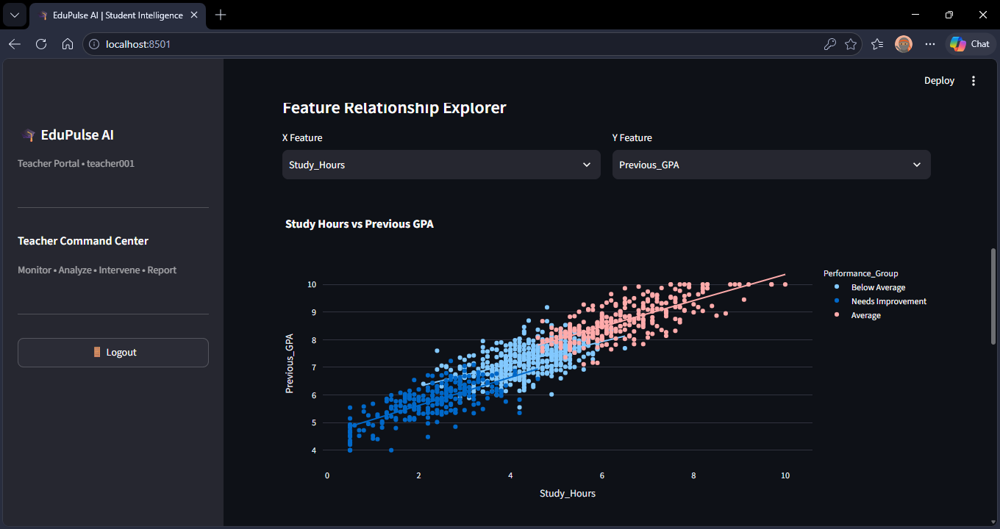 EduPulse AI | Student Intelligence
localhost:8501
Chat
Deploy
EduPulse AI
Teacher Portal • teacher001
Teacher Command Center
Monitor • Analyze • Intervene • Report
Logout
Feature Relationship Explorer
X Feature
Y Feature
Study_Hours
Previous_GPA
Study Hours vs Previous GPA
Performance_Group
Below Average
Needs Improvement
Average
Previous_GPA
10
9
8
7
6
5
4
0 2 4 6 8 10
Study_Hours